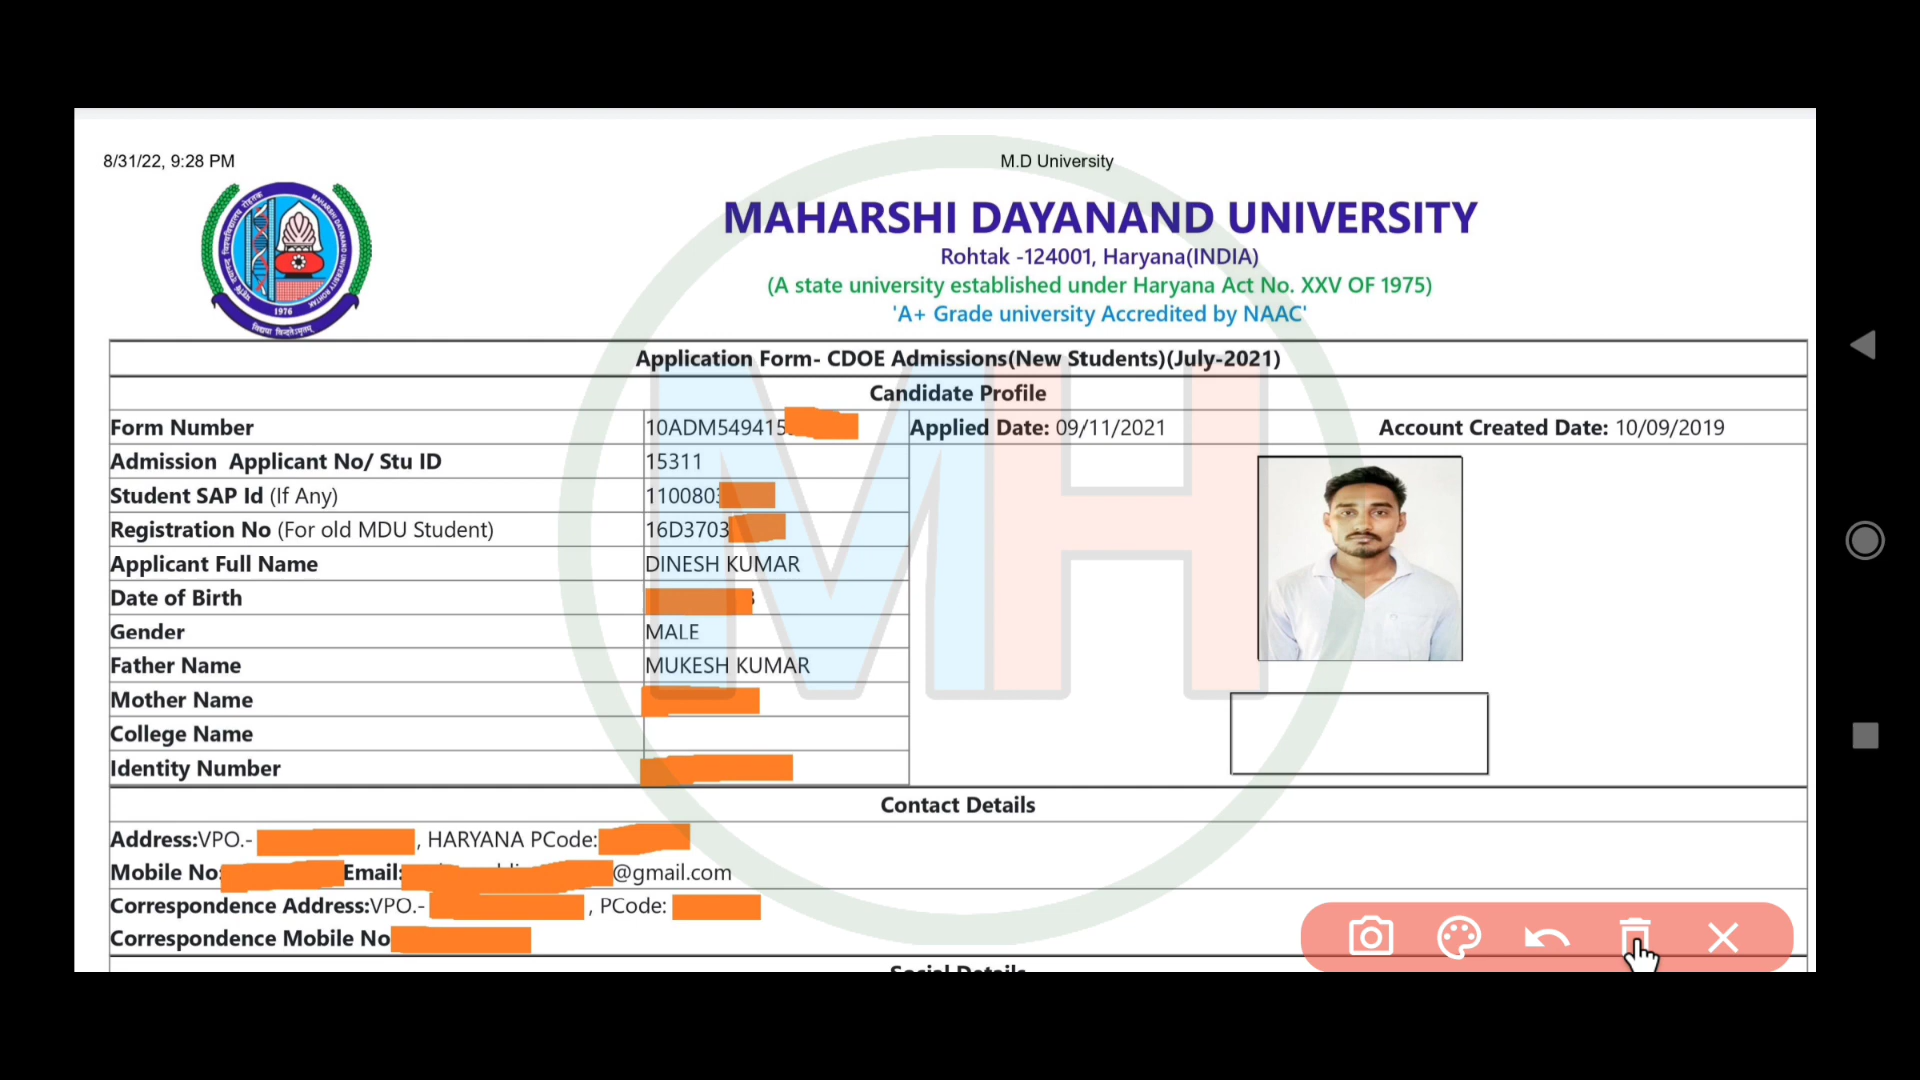 8/31/22, 9:28 PM M.D University
MAHARSHI DAYANAND UNIVERSITY
Rohtak -124001, Haryana(INDIA)
(A state university established under Haryana Act No. XXV OF 1975)
'A+ Grade university Accredited by NAAC'
1976
Application Form- CDOE Admissions(New Students)(July-2021)
Candidate Profile
Form Number 10ADM549415 Applied Date: 09/11/2021 Account Created Date: 10/09/2019
Admission Applicant No/ Stu ID 15311
Student SAP Id (If Any) 110080
Registration No (For old MDU Student) 16D3703
Applicant Full Name DINESH KUMAR
Date of Birth
Gender MALE
Father Name MUKESH KUMAR
Mother Name
College Name
Identity Number
Contact Details
Address:VPO.- , HARYANA PCode:
Mobile No: Email: @gmail.com
Correspondence Address:VPO.- , PCode:
Correspondence Mobile No
Social Details
MH